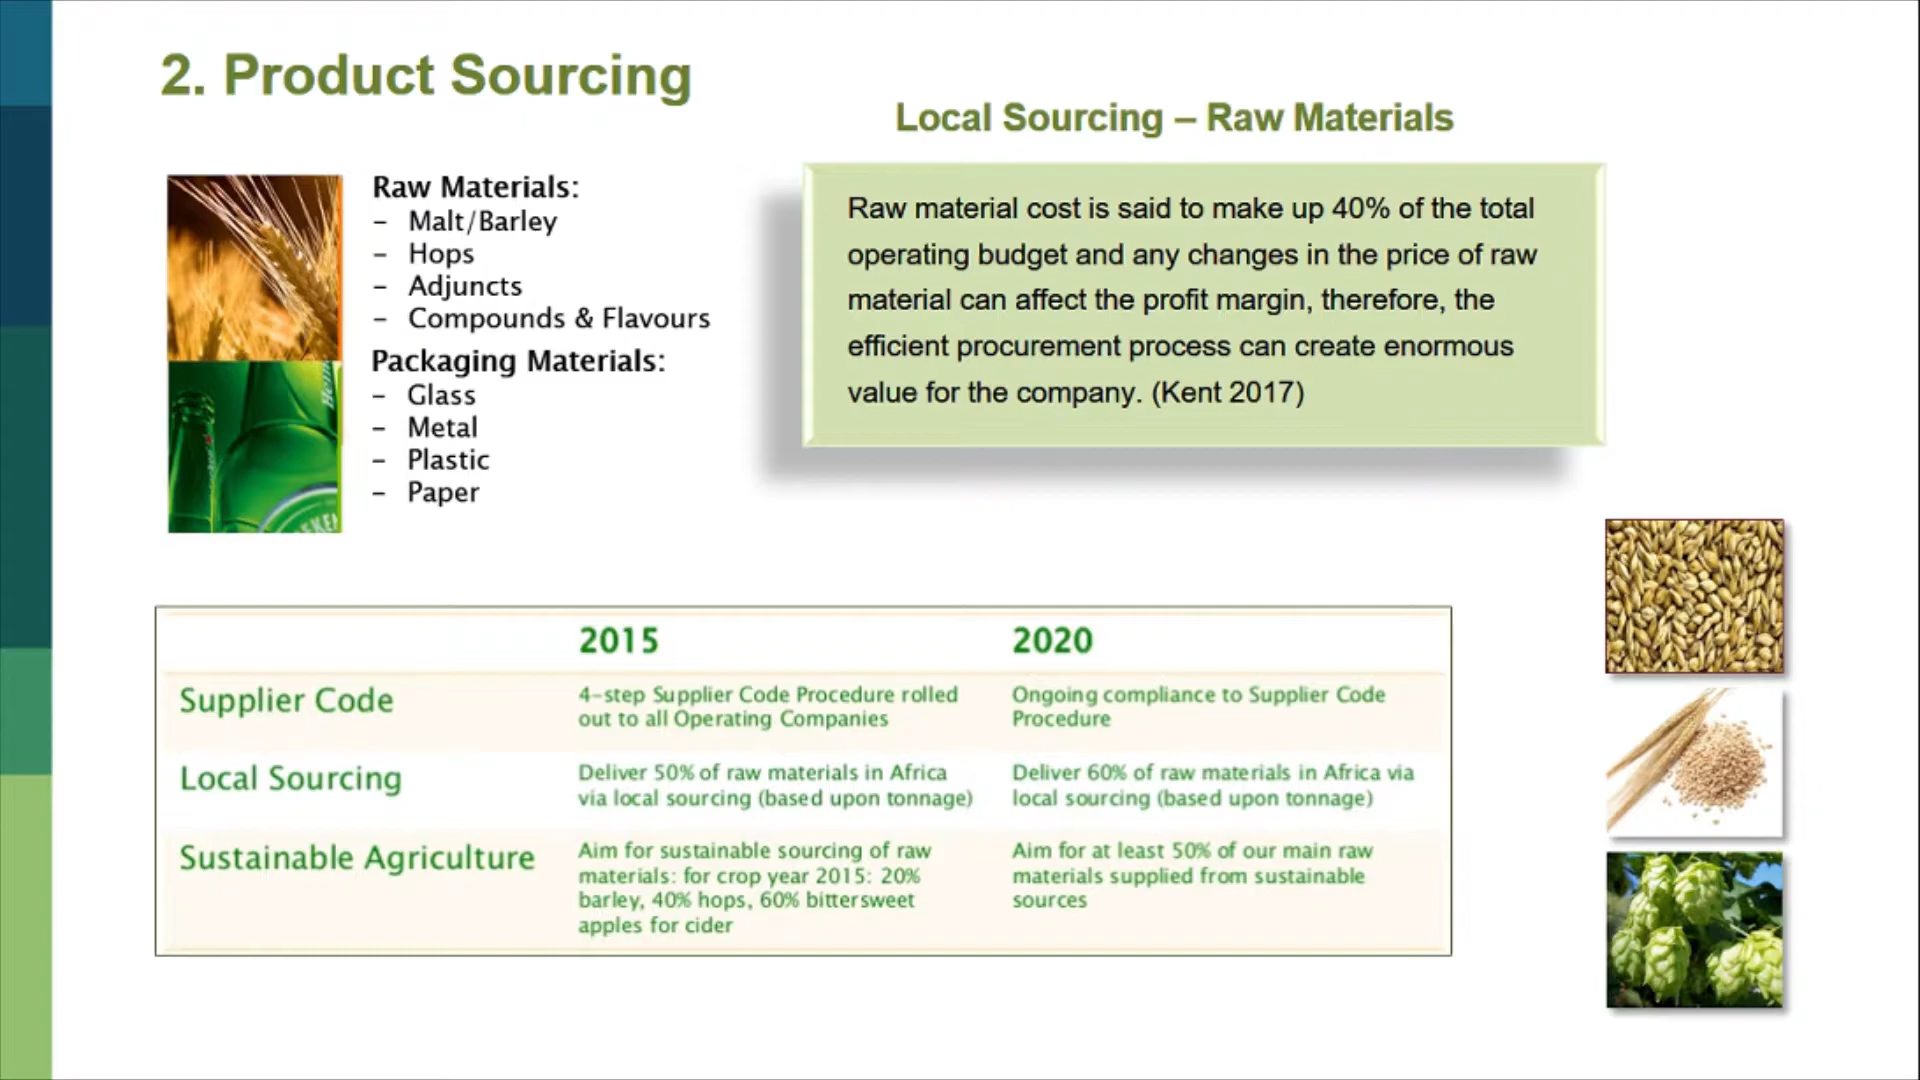 2. Product Sourcing
Local Sourcing – Raw Materials
Raw Materials:
– Malt/Barley
– Hops
– Adjuncts
– Compounds & Flavours
Packaging Materials:
– Glass
– Metal
– Plastic
– Paper
Raw material cost is said to make up 40% of the total
operating budget and any changes in the price of raw
material can affect the profit margin, therefore, the
efficient procurement process can create enormous
value for the company. (Kent 2017)
2015 2020
Supplier Code
4-step Supplier Code Procedure rolled
out to all Operating Companies
Ongoing compliance to Supplier Code
Procedure
Local Sourcing
Deliver 50% of raw materials in Africa
via local sourcing (based upon tonnage)
Deliver 60% of raw materials in Africa via
local sourcing (based upon tonnage)
Sustainable Agriculture
Aim for sustainable sourcing of raw
materials: for crop year 2015: 20%
barley, 40% hops, 60% bittersweet
apples for cider
Aim for at least 50% of our main raw
materials supplied from sustainable
sources